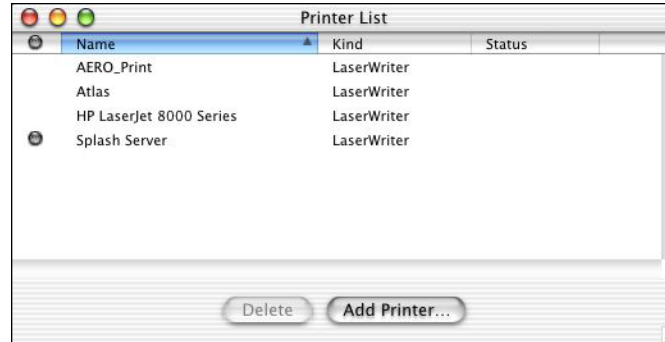 Printer List
Name Kind Status
AERO_Print LaserWriter
Atlas LaserWriter
HP LaserJet 8000 Series LaserWriter
Splash Server LaserWriter
Delete Add Printer...